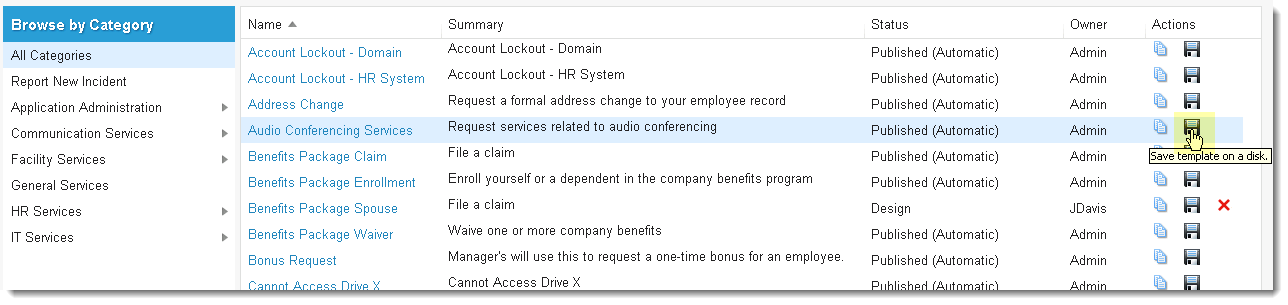 Browse by Category
All Categories
Report New Incident
Application Administration
Communication Services
Facility Services
General Services
HR Services
IT Services
Name Summary Status Owner Actions
Account Lockout - Domain Account Lockout - Domain Published (Automatic) Admin
Account Lockout - HR System Account Lockout - HR System Published (Automatic) Admin
Address Change Request a formal address change to your employee record Published (Automatic) Admin
Audio Conferencing Services Request services related to audio conferencing Published (Automatic) Admin
Save template on a disk.
Benefits Package Claim File a claim Published (Automatic) Admin
Benefits Package Enrollment Enroll yourself or a dependent in the company benefits program Published (Automatic) Admin
Benefits Package Spouse File a claim Design JDavis
Benefits Package Waiver Waive one or more company benefits Published (Automatic) Admin
Bonus Request Manager's will use this to request a one-time bonus for an employee. Published (Automatic) Admin
Cannot Access Drive X Cannot Access Drive X Published (Automatic) Admin